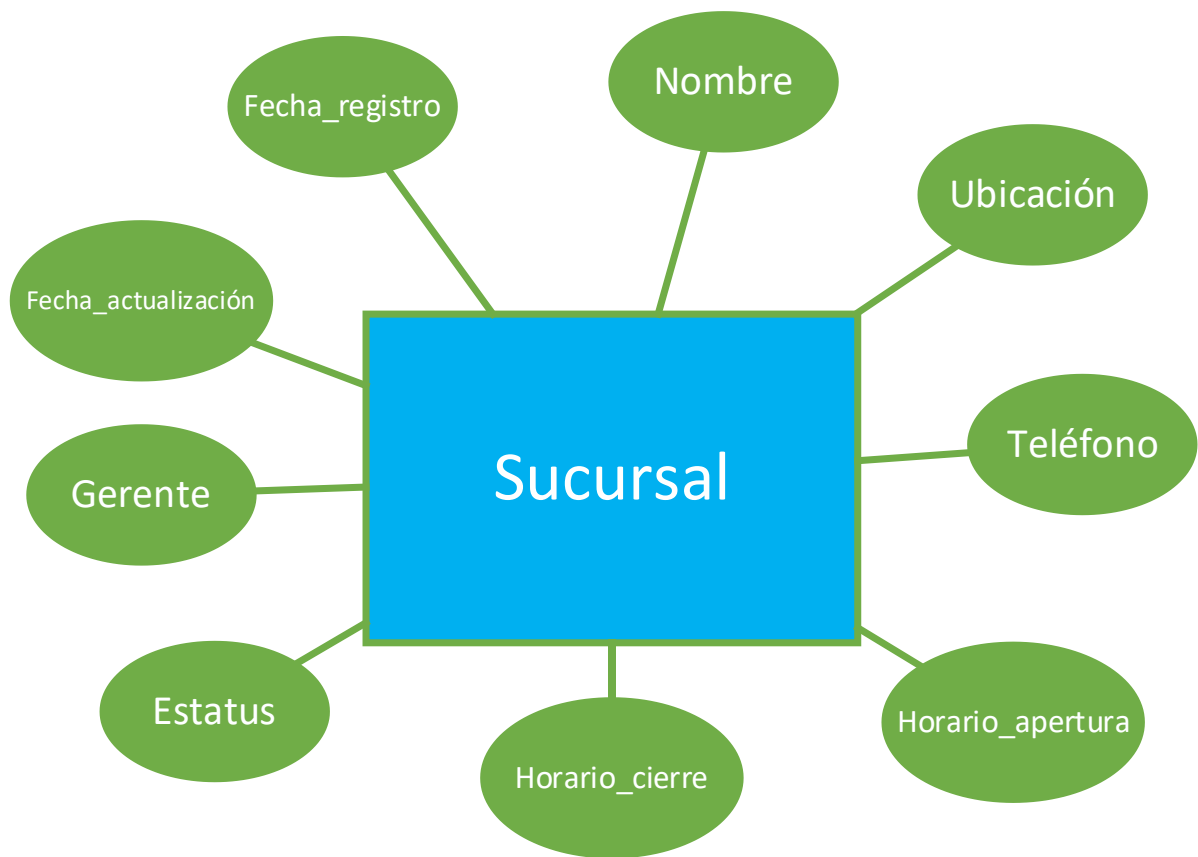 Nombre
Fecha_registro
Ubicación
Fecha_actualización
Teléfono
Sucursal
Gerente
Estatus
Horario_apertura
Horario_cierre